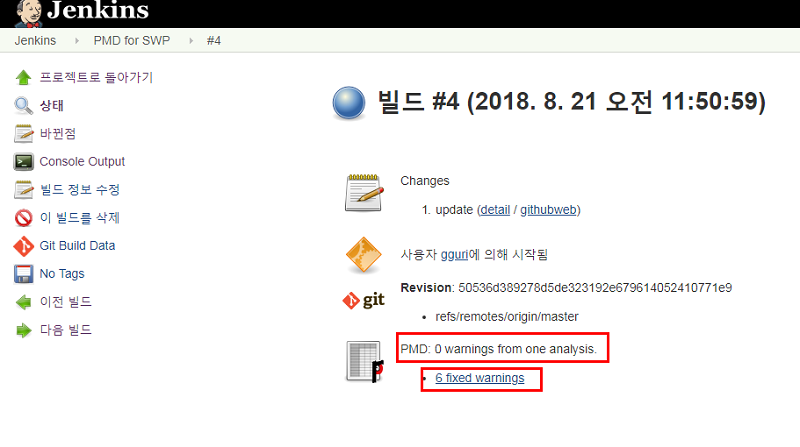 Jenkins
Jenkins PMD for SWP #4
프로젝트로 돌아가기
상태
바뀐점
Console Output
빌드 정보 수정
이 빌드를 삭제
Git Build Data
No Tags
이전 빌드
다음 빌드
빌드 #4 (2018. 8. 21 오전 11:50:59)
Changes
1. update (detail / githubweb)
사용자 gguri에 의해 시작됨
git
Revision: 50536d389278d5de323192e679614052410771e9
• refs/remotes/origin/master
PMD: 0 warnings from one analysis.
• 6 fixed warnings